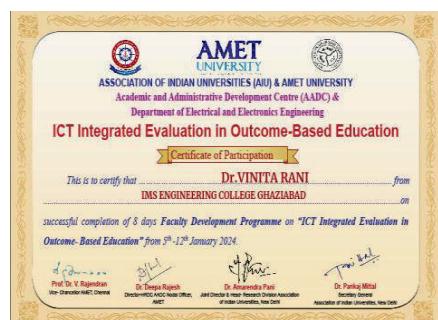 AMET
UNIVERSITY
ASSOCIATION OF INDIAN UNIVERSITIES (AIU) & AMET UNIVERSITY
Academic and Administrative Development Centre (AADC) &
Department of Electrical and Electronics Engineering
ICT Integrated Evaluation in Outcome-Based Education
Certificate of Participation
This is to certify that Dr.VINITA RANI from
IMS ENGINEERING COLLEGE GHAZIABAD on
successful completion of 8 days Faculty Development Programme on "ICT Integrated Evaluation in
Outcome- Based Education" from 5th -12th January 2024.
Prof. Dr. V. Rajendran Dr. Deepa Rajesh Dr. Amarendra Pani Dr. Pankaj Mittal
Vice- Chancellor AMET, Chennai Director-HRDC AADC Nodal Officer, Joint Director & Head- Research Division Association Secretary General
AMET of Indian Universities, New Delhi Association of Indian Universities, New Delhi